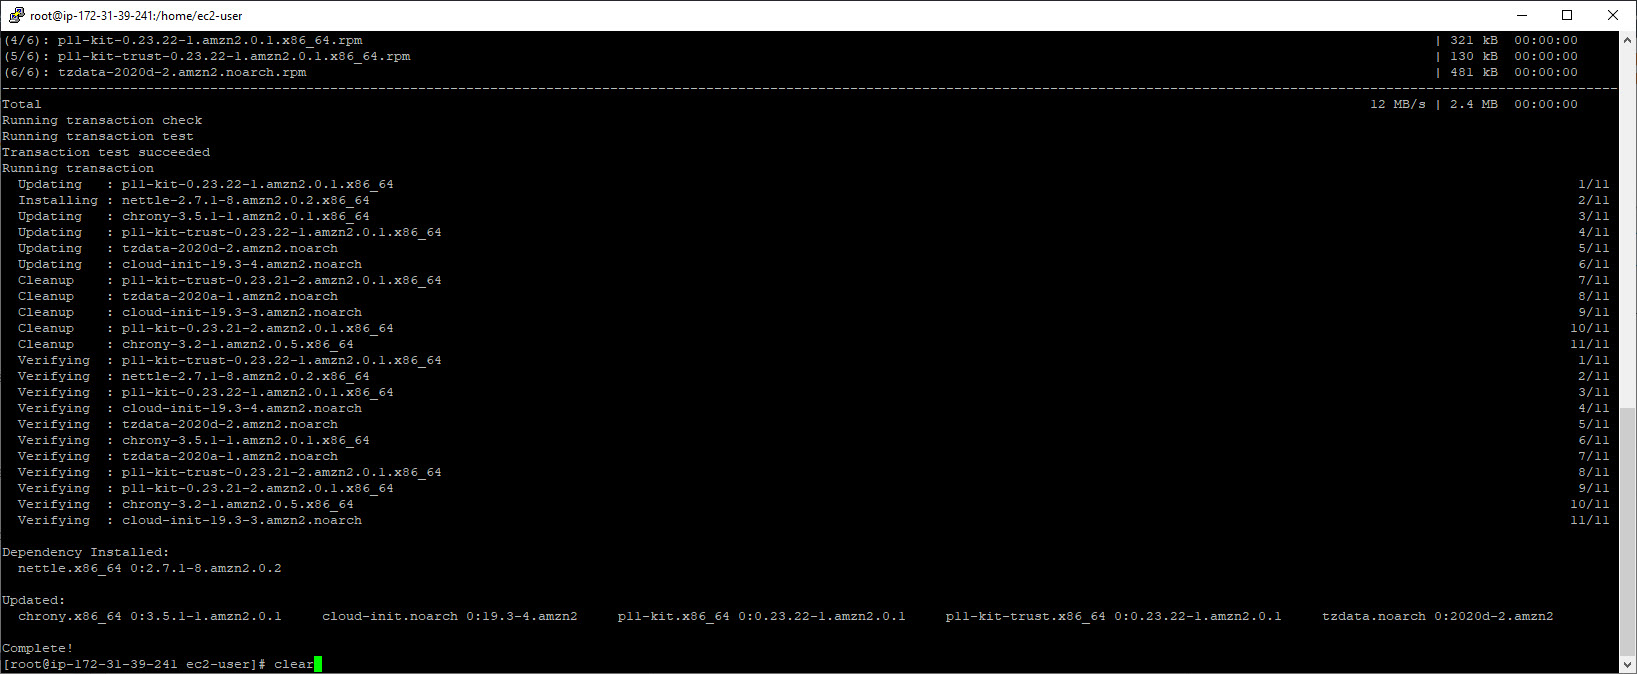 root@ip-172-31-39-241:/home/ec2-user
(4/6): p11-kit-0.23.22-1.amzn2.0.1.x86_64.rpm | 321 kB 00:00:00
(5/6): p11-kit-trust-0.23.22-1.amzn2.0.1.x86_64.rpm | 130 kB 00:00:00
(6/6): tzdata-2020d-2.amzn2.noarch.rpm | 481 kB 00:00:00
--------------------------------------------------------------------------------
Total 12 MB/s | 2.4 MB 00:00:00
Running transaction check
Running transaction test
Transaction test succeeded
Running transaction
Updating : p11-kit-0.23.22-1.amzn2.0.1.x86_64 1/11
Installing : nettle-2.7.1-8.amzn2.0.2.x86_64 2/11
Updating : chrony-3.5.1-1.amzn2.0.1.x86_64 3/11
Updating : p11-kit-trust-0.23.22-1.amzn2.0.1.x86_64 4/11
Updating : tzdata-2020d-2.amzn2.noarch 5/11
Updating : cloud-init-19.3-4.amzn2.noarch 6/11
Cleanup : p11-kit-trust-0.23.21-2.amzn2.0.1.x86_64 7/11
Cleanup : tzdata-2020a-1.amzn2.noarch 8/11
Cleanup : cloud-init-19.3-3.amzn2.noarch 9/11
Cleanup : p11-kit-0.23.21-2.amzn2.0.1.x86_64 10/11
Cleanup : chrony-3.2-1.amzn2.0.5.x86_64 11/11
Verifying : p11-kit-trust-0.23.22-1.amzn2.0.1.x86_64 1/11
Verifying : nettle-2.7.1-8.amzn2.0.2.x86_64 2/11
Verifying : p11-kit-0.23.22-1.amzn2.0.1.x86_64 3/11
Verifying : cloud-init-19.3-4.amzn2.noarch 4/11
Verifying : tzdata-2020d-2.amzn2.noarch 5/11
Verifying : chrony-3.5.1-1.amzn2.0.1.x86_64 6/11
Verifying : tzdata-2020a-1.amzn2.noarch 7/11
Verifying : p11-kit-trust-0.23.21-2.amzn2.0.1.x86_64 8/11
Verifying : p11-kit-0.23.21-2.amzn2.0.1.x86_64 9/11
Verifying : chrony-3.2-1.amzn2.0.5.x86_64 10/11
Verifying : cloud-init-19.3-3.amzn2.noarch 11/11
Dependency Installed:
nettle.x86_64 0:2.7.1-8.amzn2.0.2
Updated:
chrony.x86_64 0:3.5.1-1.amzn2.0.1 cloud-init.noarch 0:19.3-4.amzn2 p11-kit.x86_64 0:0.23.22-1.amzn2.0.1 p11-kit-trust.x86_64 0:0.23.22-1.amzn2.0.1 tzdata.noarch 0:2020d-2.amzn2
Complete!
[root@ip-172-31-39-241 ec2-user]# clear